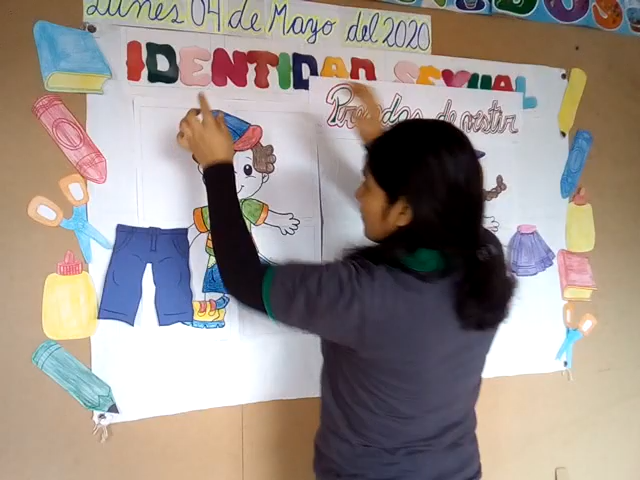 Lunes 04 de Mayo del 2020
IDENTIDAD SEXUAL
Prendas de vestir